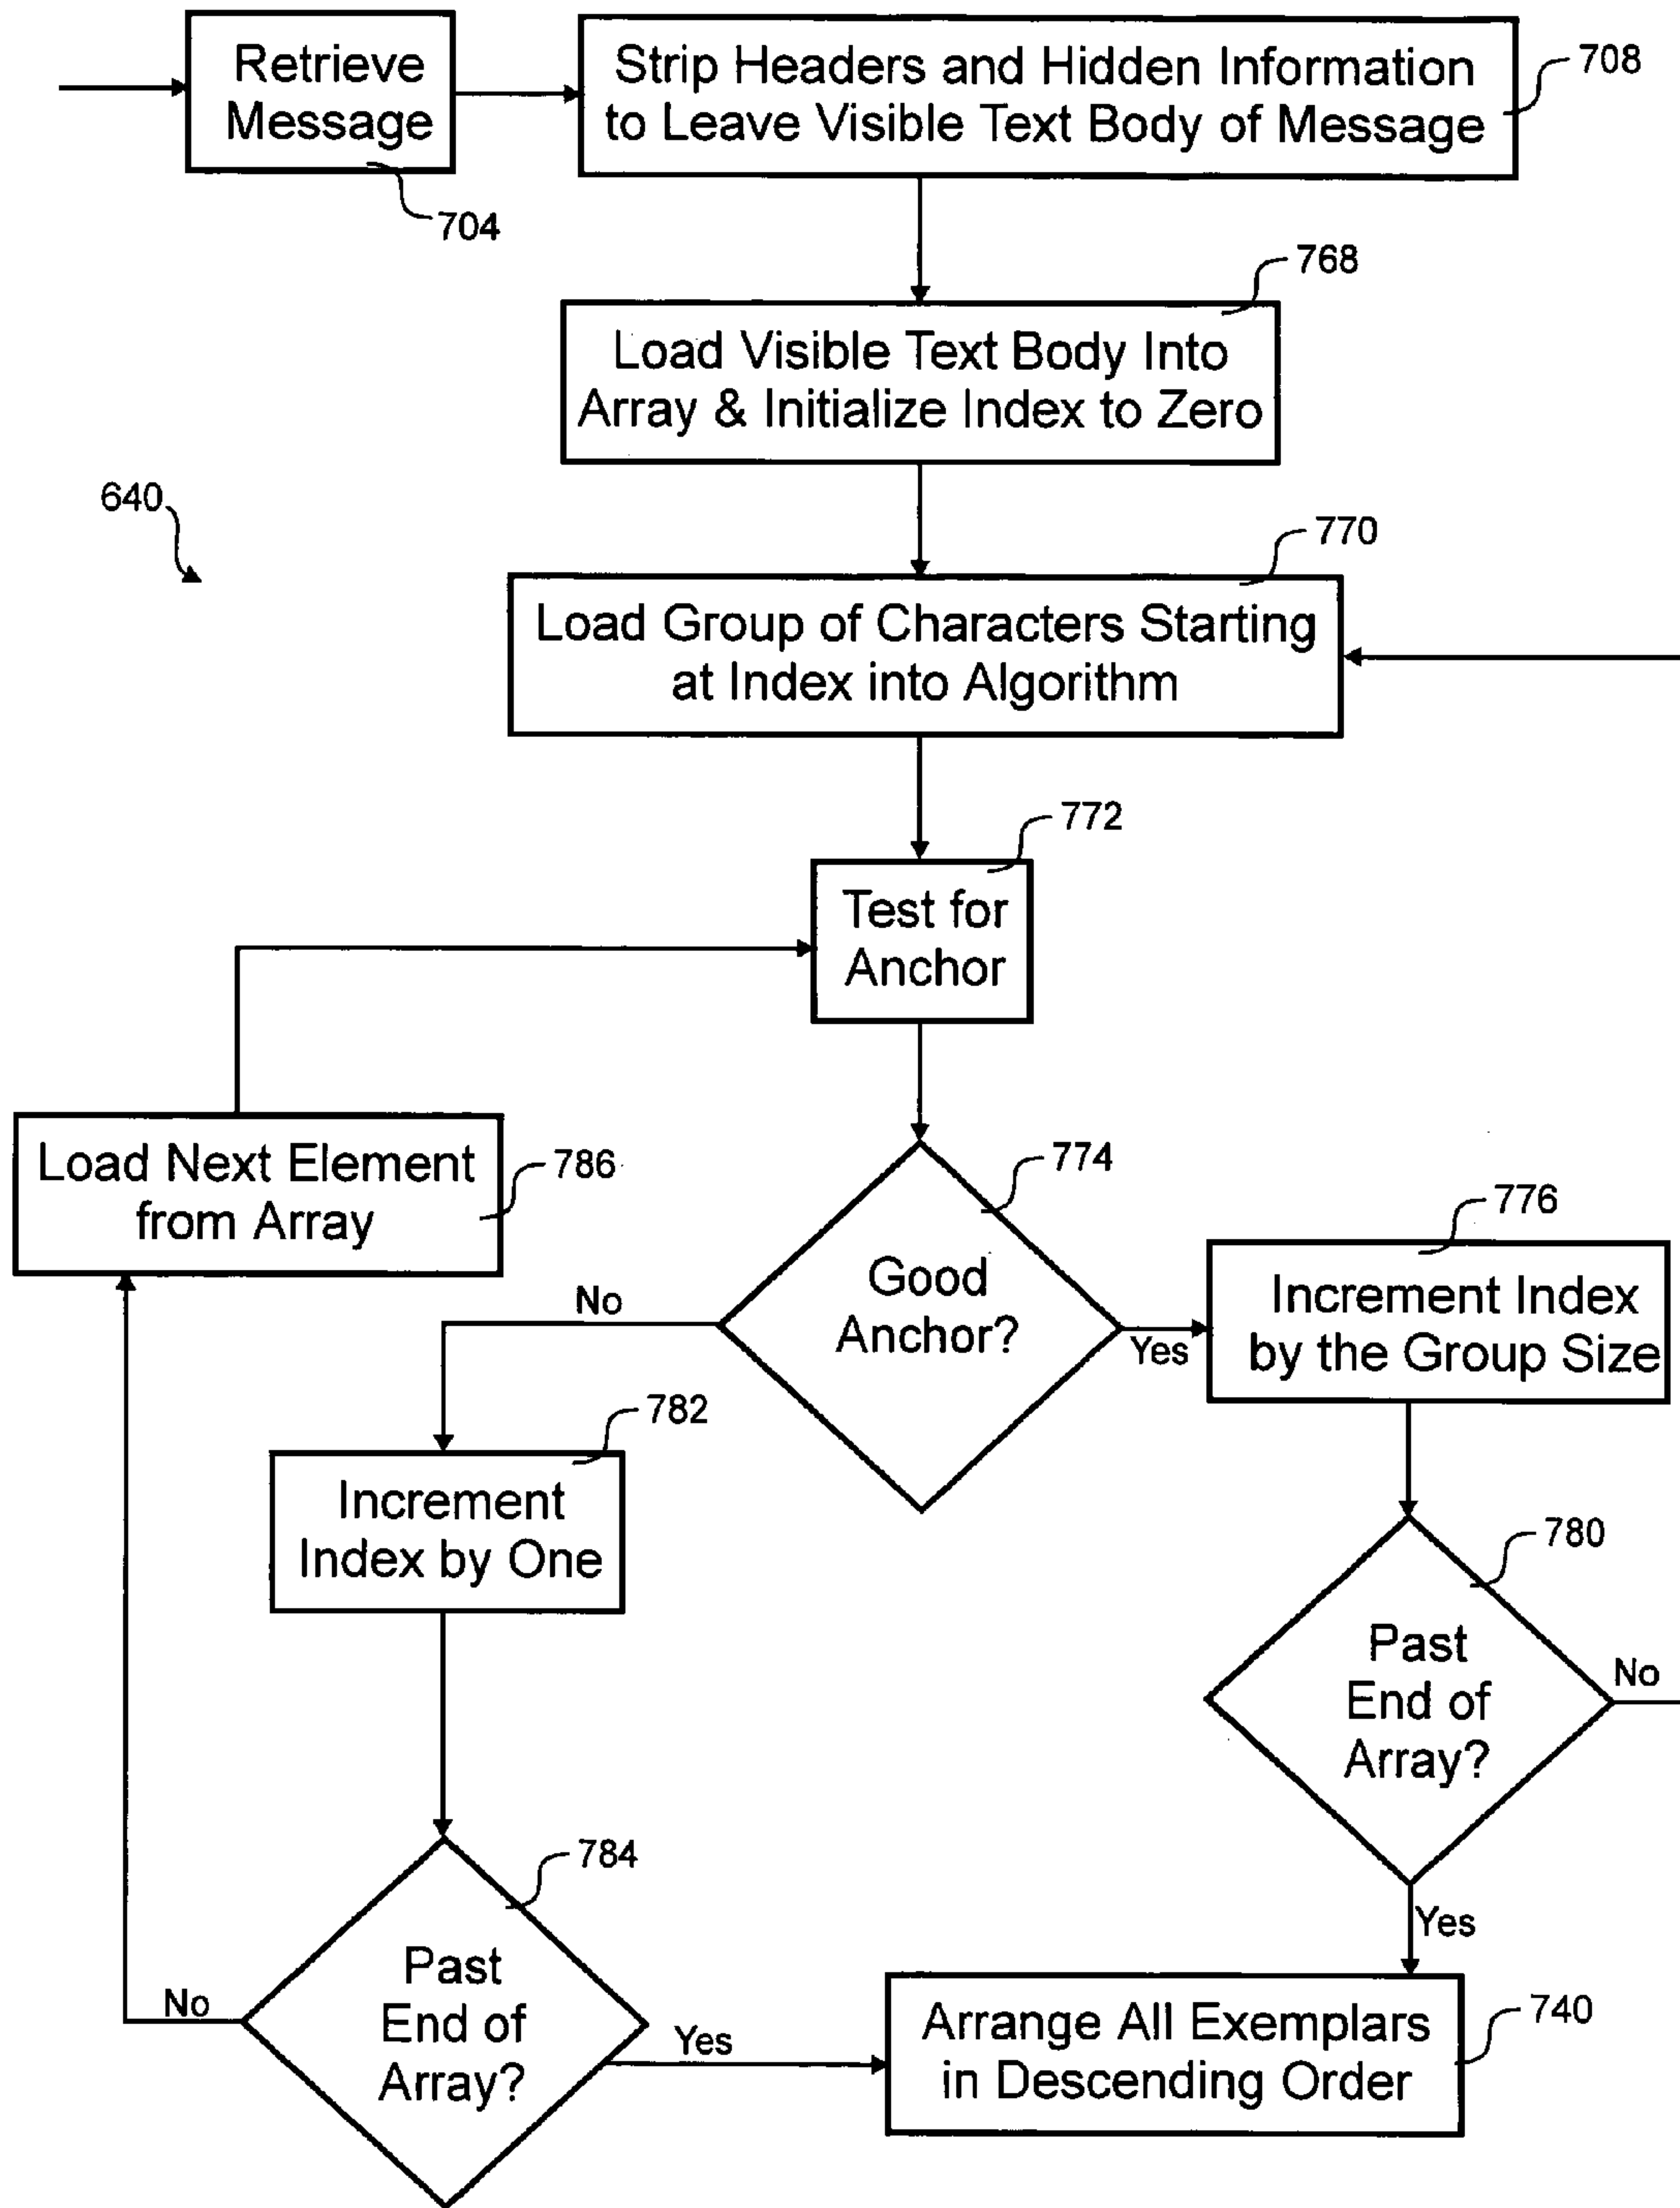 Retrieve
Message
704
Strip Headers and Hidden Information
to Leave Visible Text Body of Message
708
768
Load Visible Text Body Into
Array & Initialize Index to Zero
640
770
Load Group of Characters Starting
at Index into Algorithm
772
Test for
Anchor
Load Next Element
from Array
786
774
Good
Anchor?
No
Yes
776
Increment Index
by the Group Size
782
Increment
Index by One
780
Past
End of
Array?
No
Yes
784
Past
End of
Array?
No
Yes
Arrange All Exemplars
in Descending Order
740